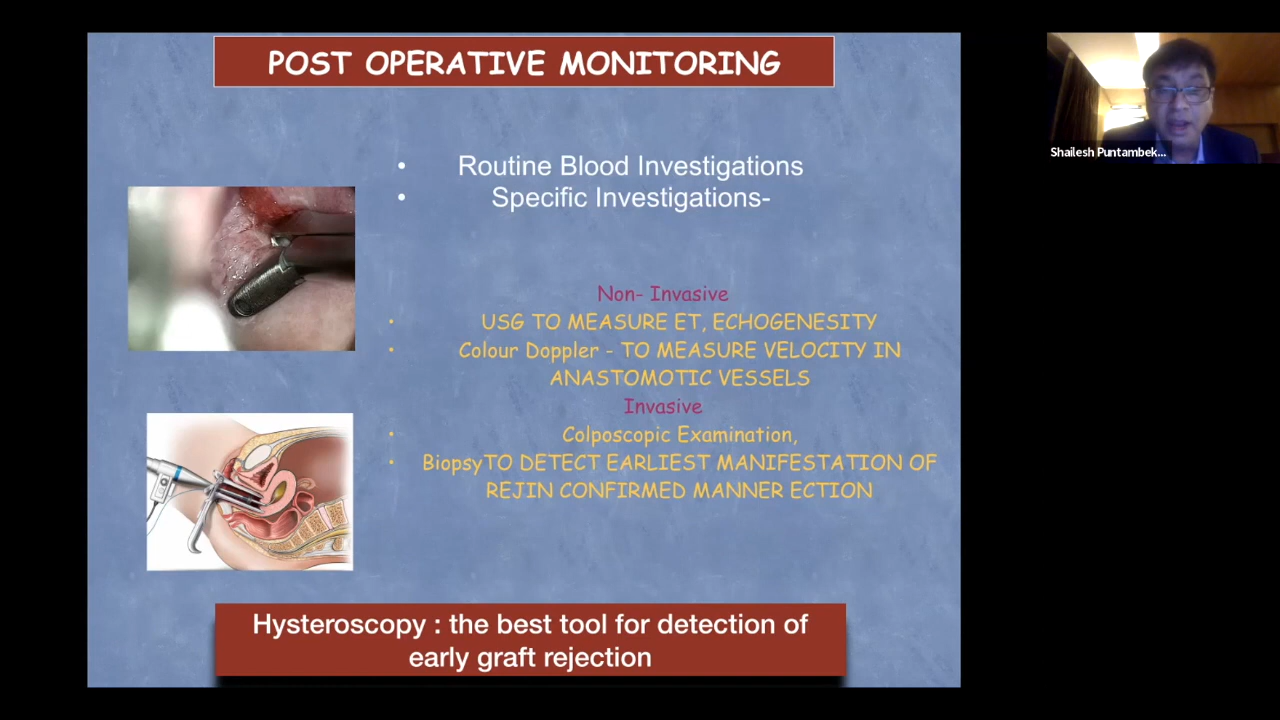 POST OPERATIVE MONITORING
• Routine Blood Investigations
• Specific Investigations-
Non- Invasive
• USG TO MEASURE ET, ECHOGENESITY
• Colour Doppler - TO MEASURE VELOCITY IN
ANASTOMOTIC VESSELS
Invasive
• Colposcopic Examination,
• BiopsyTO DETECT EARLIEST MANIFESTATION OF
REJIN CONFIRMED MANNER ECTION
Hysteroscopy : the best tool for detection of
early graft rejection
Shailesh Puntambek...